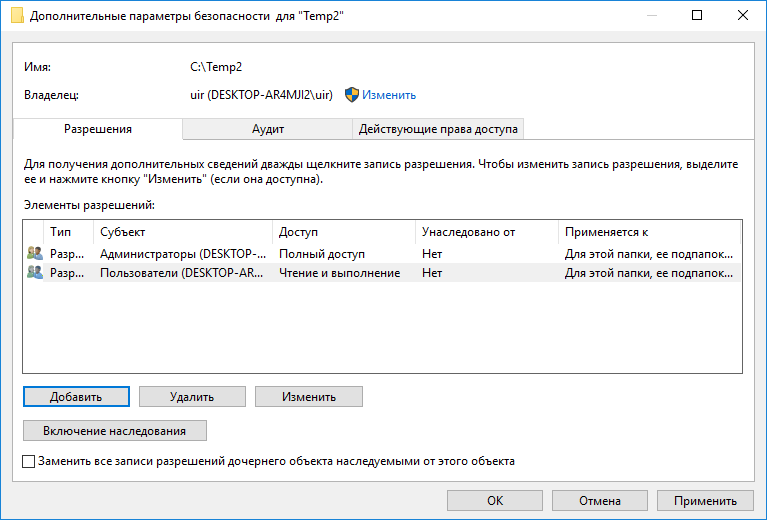 Дополнительные параметры безопасности для "Temp2"
Имя: C:\Temp2
Владелец: uir (DESKTOP-AR4MJI2\uir) Изменить
Разрешения Аудит Действующие права доступа
Для получения дополнительных сведений дважды щелкните запись разрешения. Чтобы изменить запись разрешения, выделите
ее и нажмите кнопку "Изменить" (если она доступна).
Элементы разрешений:
Тип Субъект Доступ Унаследовано от Применяется к
Разр... Администраторы (DESKTOP-... Полный доступ Нет Для этой папки, ее подпапок...
Разр... Пользователи (DESKTOP-AR... Чтение и выполнение Нет Для этой папки, ее подпапок...
Добавить Удалить Изменить
Включение наследования
Заменить все записи разрешений дочернего объекта наследуемыми от этого объекта
ОК Отмена Применить